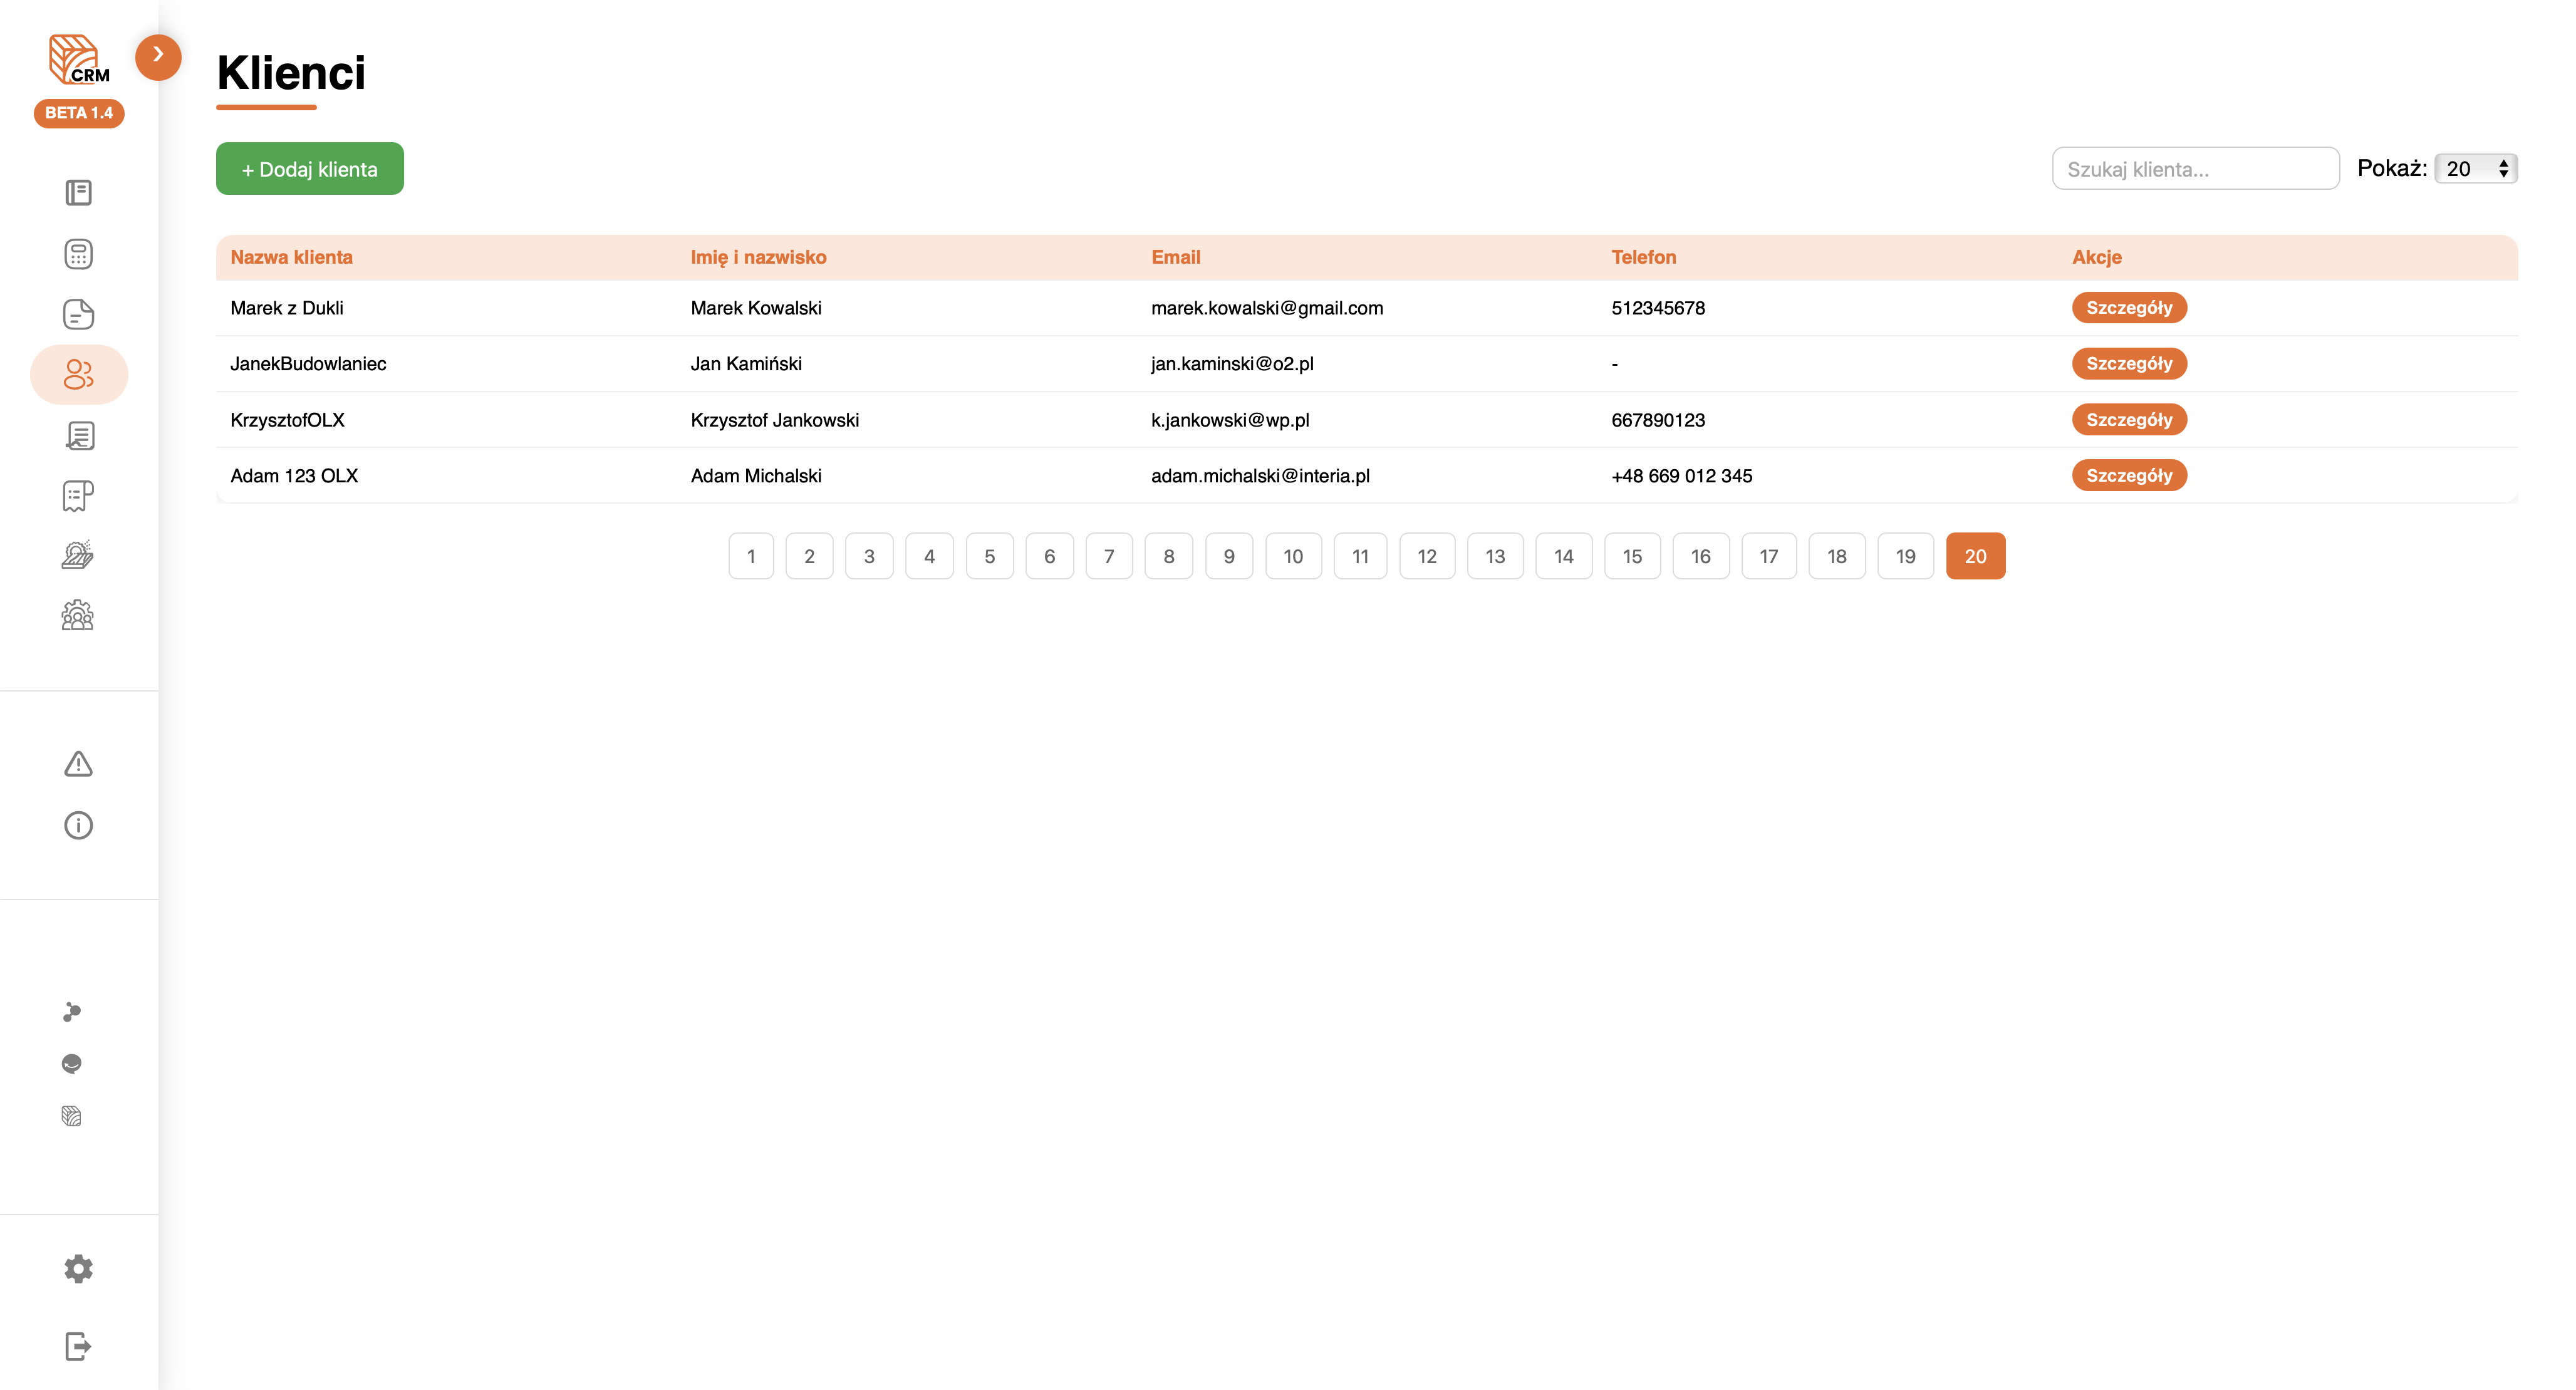 CRM
BETA 1.4
Klienci
+ Dodaj klienta
Szukaj klienta...
Pokaż: 20
Nazwa klienta Imię i nazwisko Email Telefon Akcje
Marek z Dukli Marek Kowalski marek.kowalski@gmail.com 512345678 Szczegóły
JanekBudowlaniec Jan Kamiński jan.kaminski@o2.pl - Szczegóły
KrzysztofOLX Krzysztof Jankowski k.jankowski@wp.pl 667890123 Szczegóły
Adam 123 OLX Adam Michalski adam.michalski@interia.pl +48 669 012 345 Szczegóły
1 2 3 4 5 6 7 8 9 10 11 12 13 14 15 16 17 18 19 20